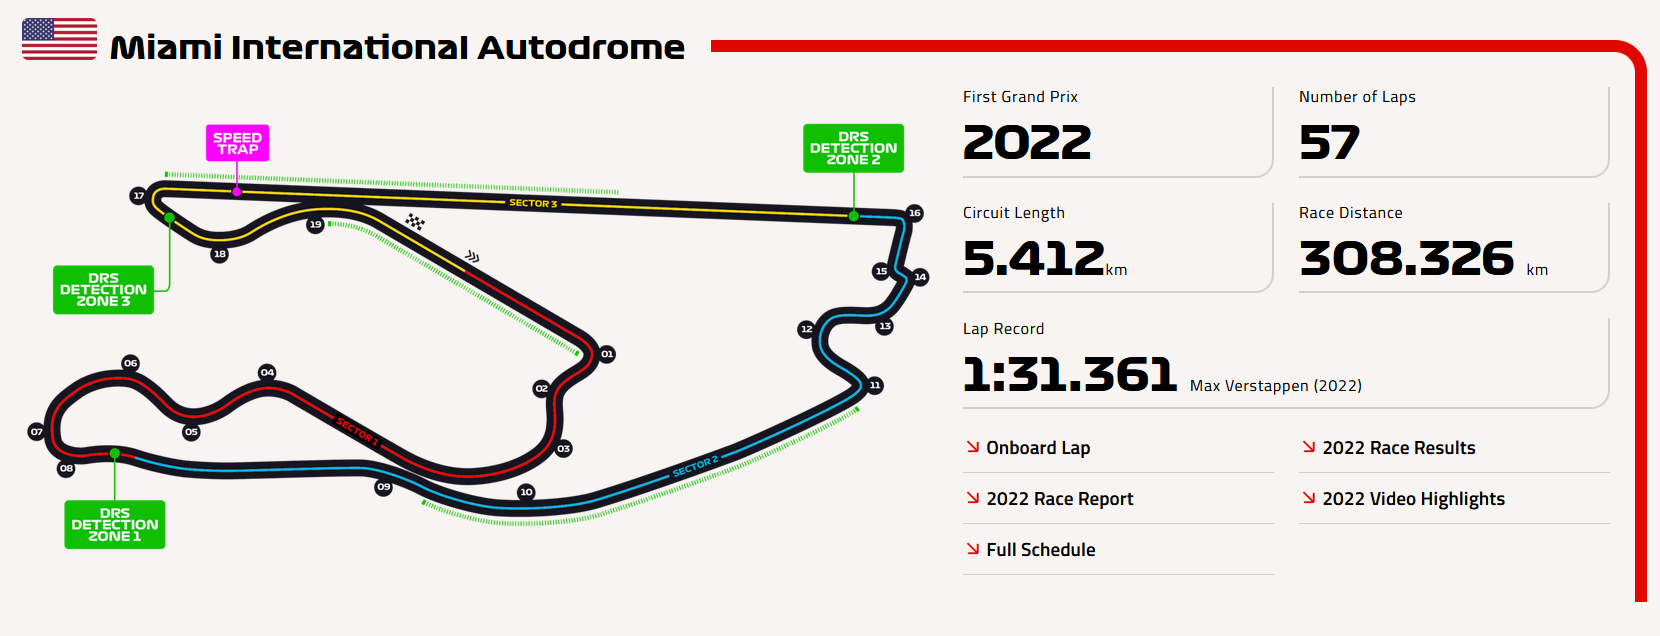 Miami International Autodrome
SPEED
TRAP
DRS
DETECTION
ZONE 2
17
SECTOR 3
16
19
18
15
14
DRS
DETECTION
ZONE 3
12
13
01
06
04
02
11
07
05
SECTOR 1
03
08
SECTOR 2
09
10
DRS
DETECTION
ZONE 1
First Grand Prix
2022
Number of Laps
57
Circuit Length
5.412km
Race Distance
308.326 km
Lap Record
1:31.361 Max Verstappen (2022)
Onboard Lap
2022 Race Results
2022 Race Report
2022 Video Highlights
Full Schedule